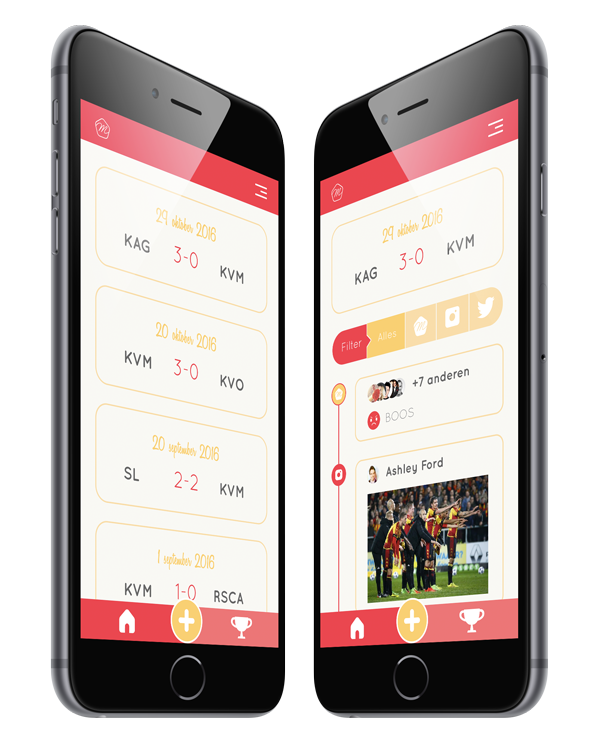 29 oktober 2016
KAG 3-0 KVM
20 oktober 2016
KVM 3-0 KVO
20 september 2016
SL 2-2 KVM
1 september 2016
KVM 1-0 RSCA
29 oktober 2016
KAG 3-0 KVM
Filter Alles
+7 anderen
BOOS
Ashley Ford